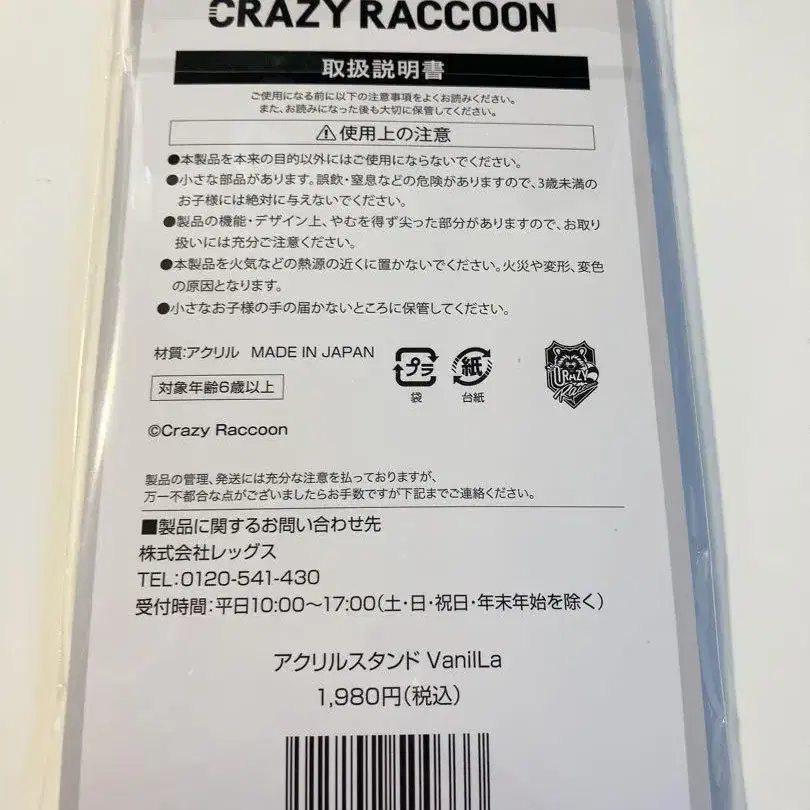 CRAZY RACCOON
取扱説明書
ご使用になる前に以下の注意事項をよくお読みください。
また、お読みになった後も大切に保管してください。
⚠使用上の注意
●本製品を本来の目的以外にはご使用にならないでください。
●小さな部品があります。誤飲・窒息などの危険がありますので、3歳未満の
お子様には絶対に与えないでください。
●製品の機能・デザイン上、やむを得ず尖った部分がありますので、お取り
扱いには充分ご注意ください。
●本製品を火気などの熱源の近くに置かないでください。火災や変形、変色
の原因となります。
●小さなお子様の手の届かないところに保管してください。
材質:アクリル MADE IN JAPAN
プラ
袋
紙
台紙
CRAZY
対象年齢6歳以上
©Crazy Raccoon
製品の管理、発送には充分な注意を払っておりますが、
万一不都合な点がございましたらお手数ですが下記までご連絡ください。
■製品に関するお問い合わせ先
株式会社レッグス
TEL:0120-541-430
受付時間:平日10:00〜17:00(土・日・祝日・年末年始を除く)
アクリルスタンド VanilLa
1,980円(税込)